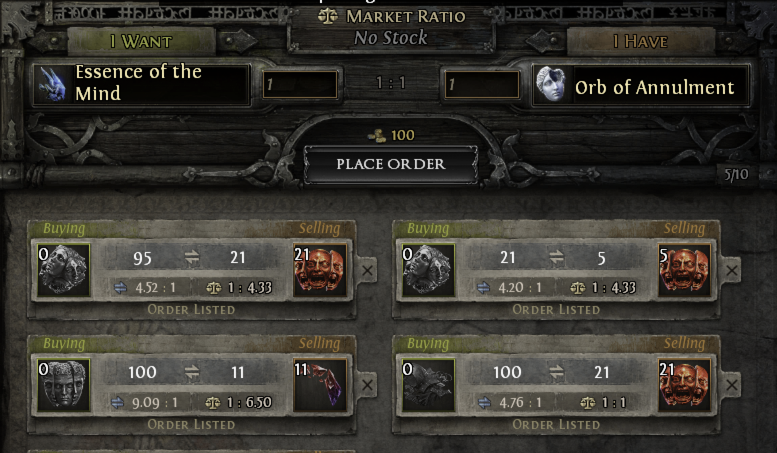 MARKET RATIO
No Stock
I WANT
I HAVE
Essence of the
Mind
1
1 : 1
1
Orb of Annulment
100
PLACE ORDER
5/10
Buying
Selling
0
95
21
21
4.52 : 1
1 : 4.33
ORDER LISTED
Buying
Selling
0
21
5
5
4.20 : 1
1 : 4.33
ORDER LISTED
Buying
Selling
0
100
11
11
9.09 : 1
1 : 6.50
ORDER LISTED
Buying
Selling
0
100
21
21
4.76 : 1
1 : 1
ORDER LISTED